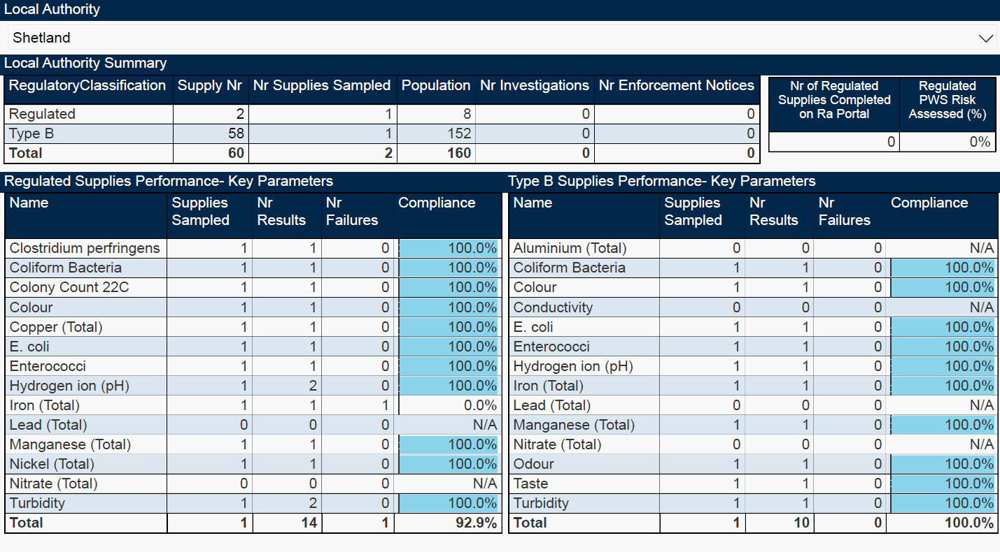 Local Authority
Shetland
Local Authority Summary
RegulatoryClassification Supply Nr Nr Supplies Sampled Population Nr Investigations Nr Enforcement Notices
Regulated 2 1 8 0 0
Type B 58 1 152 0 0
Total 60 2 160 0 0
Nr of Regulated Supplies Completed on Ra Portal Regulated PWS Risk Assessed (%)
0 0%
Regulated Supplies Performance- Key Parameters
Name Supplies Sampled Nr Results Nr Failures Compliance
Clostridium perfringens 1 1 0 100.0%
Coliform Bacteria 1 1 0 100.0%
Colony Count 22C 1 1 0 100.0%
Colour 1 1 0 100.0%
Copper (Total) 1 1 0 100.0%
E. coli 1 1 0 100.0%
Enterococci 1 1 0 100.0%
Hydrogen ion (pH) 1 2 0 100.0%
Iron (Total) 1 1 1 0.0%
Lead (Total) 0 0 0 N/A
Manganese (Total) 1 1 0 100.0%
Nickel (Total) 1 1 0 100.0%
Nitrate (Total) 0 0 0 N/A
Turbidity 1 2 0 100.0%
Total 1 14 1 92.9%
Type B Supplies Performance- Key Parameters
Name Supplies Sampled Nr Results Nr Failures Compliance
Aluminium (Total) 0 0 0 N/A
Coliform Bacteria 1 1 0 100.0%
Colour 1 1 0 100.0%
Conductivity 0 0 0 N/A
E. coli 1 1 0 100.0%
Enterococci 1 1 0 100.0%
Hydrogen ion (pH) 1 1 0 100.0%
Iron (Total) 1 1 0 100.0%
Lead (Total) 0 0 0 N/A
Manganese (Total) 1 1 0 100.0%
Nitrate (Total) 0 0 0 N/A
Odour 1 1 0 100.0%
Taste 1 1 0 100.0%
Turbidity 1 1 0 100.0%
Total 1 10 0 100.0%